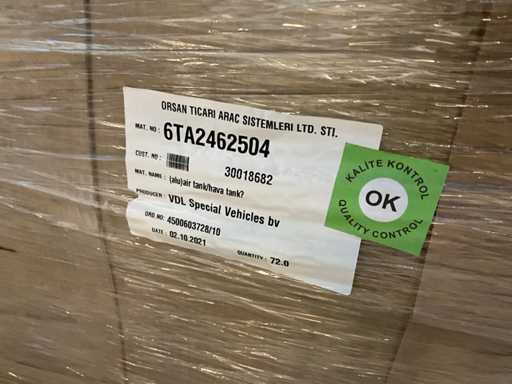 ORSAN TICARI ARAC SISTEMLERI LTD. STI.
MAT. NO : 6TA2462504
CUST. NO : 30018682
MAT. NAME : (alu)air tank/hava tank?
PRODUCER : VDL Special Vehicles bv
ORD.NO : 4500603728/10
DATE : 02.10.2021
QUANTITY : 72.0
KALİTE KONTROL
OK
QUALITY CONTROL